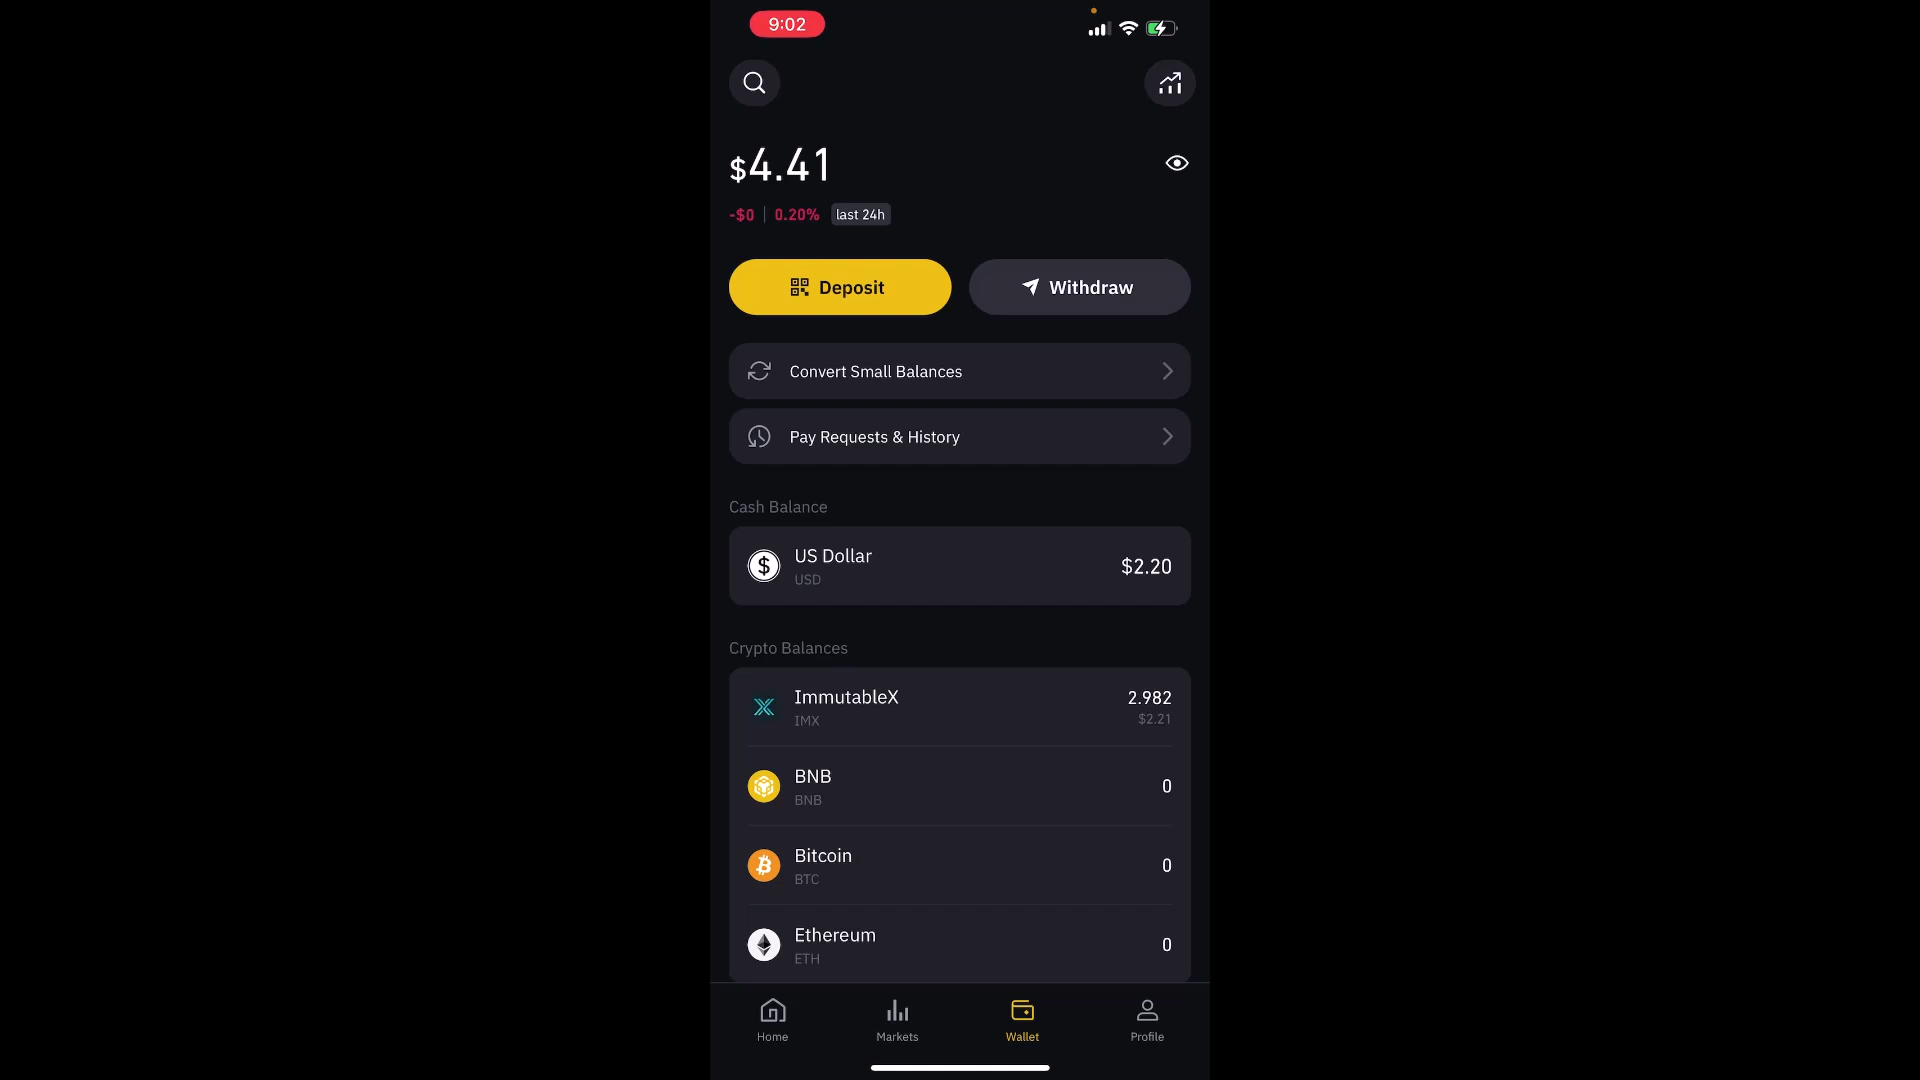 9:02
$4.41
-$0 0.20% last 24h
Deposit Withdraw
Convert Small Balances
Pay Requests & History
Cash Balance
US Dollar
USD
$2.20
Crypto Balances
ImmutableX 2.982
IMX $2.21
BNB
BNB
0
Bitcoin
BTC
0
Ethereum
ETH
0
Home Markets Wallet Profile